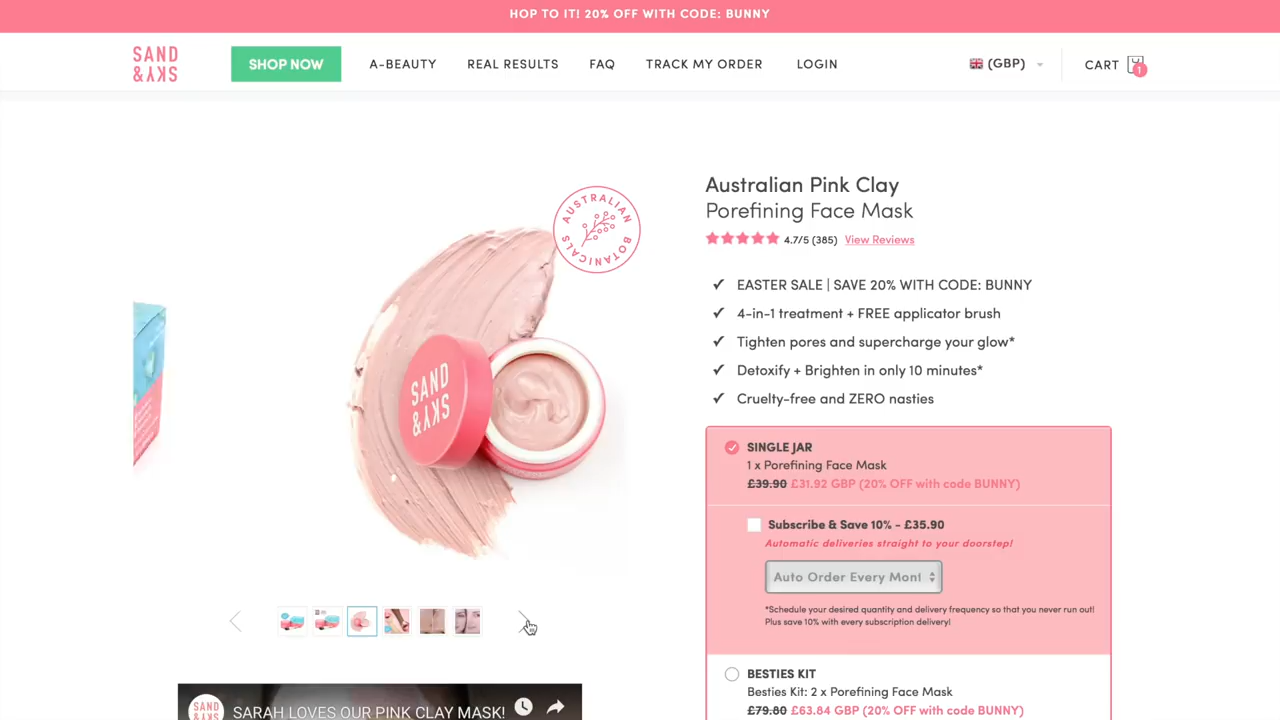 HOP TO IT! 20% OFF WITH CODE: BUNNY
SAND
&SKY
SHOP NOW
A-BEAUTY
REAL RESULTS
FAQ
TRACK MY ORDER
LOGIN
(GBP)
CART
1
AUSTRALIAN BOTANICALS
SAND
&SKY
Australian Pink Clay
Porefining Face Mask
4.7/5 (385) View Reviews
✓ EASTER SALE | SAVE 20% WITH CODE: BUNNY
✓ 4-in-1 treatment + FREE applicator brush
✓ Tighten pores and supercharge your glow*
✓ Detoxify + Brighten in only 10 minutes*
✓ Cruelty-free and ZERO nasties
SINGLE JAR
1 x Porefining Face Mask
£39.90 £31.92 GBP (20% OFF with code BUNNY)
Subscribe & Save 10% - £35.90
Automatic deliveries straight to your doorstep!
Auto Order Every Mont
*Schedule your desired quantity and delivery frequency so that you never run out!
Plus save 10% with every subscription delivery!
BESTIES KIT
Besties Kit: 2 x Porefining Face Mask
£79.80 £63.84 GBP (20% OFF with code BUNNY)
SAND
&SKY
SARAH LOVES OUR PINK CLAY MASK!